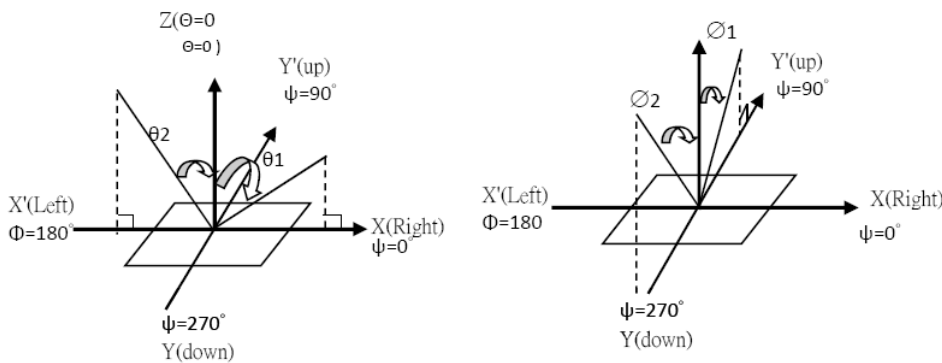 Z(Θ=0
Θ=0 )
Y'(up)
ψ=90°
θ2
θ1
X'(Left)
Φ=180°
X(Right)
ψ=0°
ψ=270°
Y(down)
∅1
Y'(up)
ψ=90°
∅2
X'(Left)
Φ=180
X(Right)
ψ=0°
ψ=270°
Y(down)